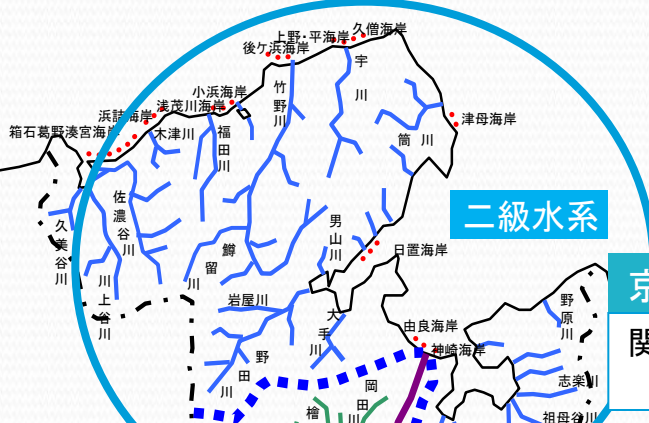 上野・平海岸
久僧海岸
後ケ浜海岸
宇川
竹野川
小浜海岸
浅茂川海岸
浜詰海岸
箱石葛野湊宮海岸
木津川
福田川
筒川
津母海岸
二級水系
佐濃谷川
久美谷川
川上谷川
男山川
日置海岸
鱒留川
岩屋川
大手川
野田川
由良海岸
神崎海岸
野原川
志楽川
祖母谷川
岡田川
檜
京
関